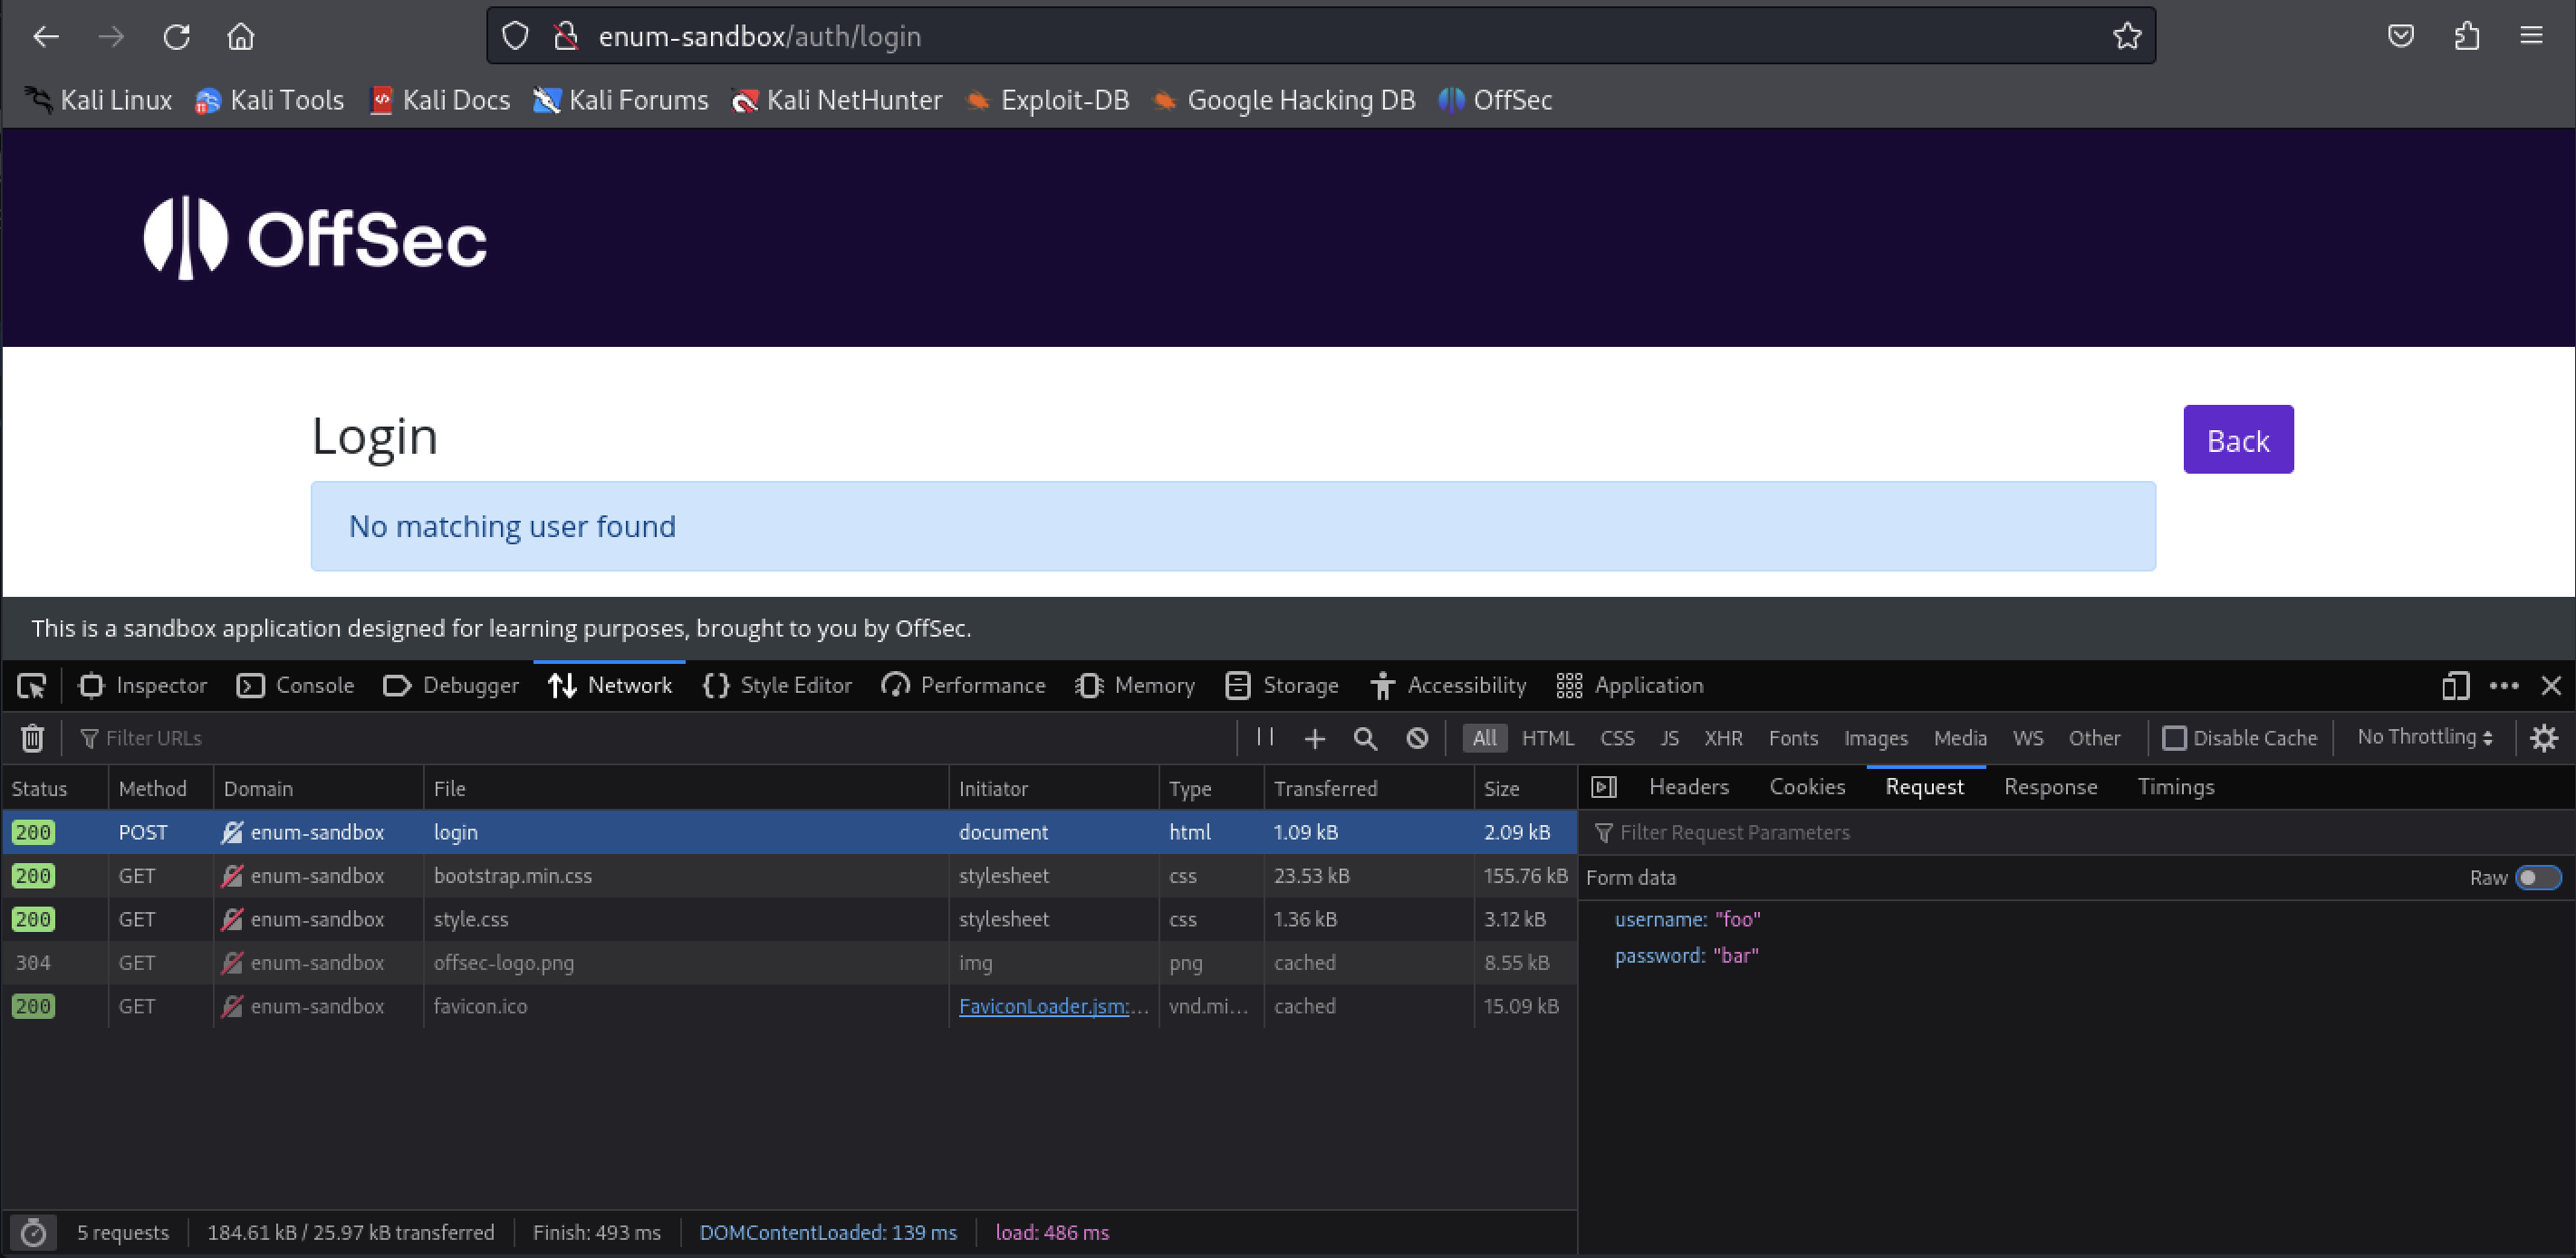 enum-sandbox/auth/login
Kali Linux Kali Tools Kali Docs Kali Forums Kali NetHunter Exploit-DB Google Hacking DB OffSec
OffSec
Login
Back
No matching user found
This is a sandbox application designed for learning purposes, brought to you by OffSec.
Inspector Console Debugger Network Style Editor Performance Memory Storage Accessibility Application
Filter URLs All HTML CSS JS XHR Fonts Images Media WS Other Disable Cache No Throttling
Status Method Domain File Initiator Type Transferred Size
200 POST enum-sandbox login document html 1.09 kB 2.09 kB
200 GET enum-sandbox bootstrap.min.css stylesheet css 23.53 kB 155.76 kB
200 GET enum-sandbox style.css stylesheet css 1.36 kB 3.12 kB
304 GET enum-sandbox offsec-logo.png img png cached 8.55 kB
200 GET enum-sandbox favicon.ico FaviconLoader.jsm:... vnd.mi... cached 15.09 kB
Headers Cookies Request Response Timings
Filter Request Parameters
Form data Raw
username: "foo"
password: "bar"
5 requests 184.61 kB / 25.97 kB transferred Finish: 493 ms DOMContentLoaded: 139 ms load: 486 ms